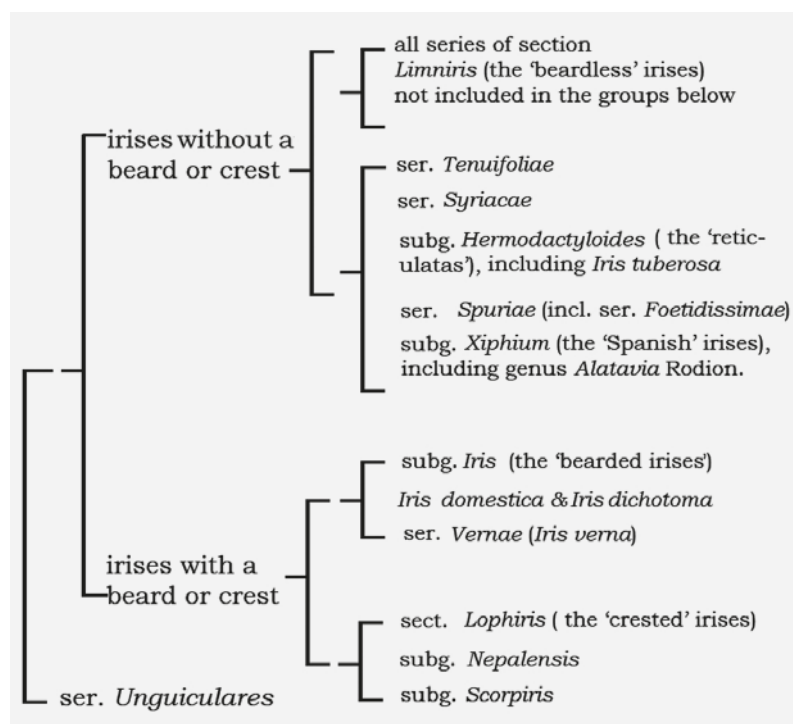 all series of section
Limniris (the ‘beardless’ irises)
not included in the groups below
irises without a
beard or crest
ser. Tenuifoliae
ser. Syriacae
subg. Hermodactyloides ( the ‘retic-
ulatas’), including Iris tuberosa
ser. Spuriae (incl. ser. Foetidissimae)
subg. Xiphium (the ‘Spanish’ irises),
including genus Alatavia Rodion.
subg. Iris (the ‘bearded irises’)
Iris domestica & Iris dichotoma
ser. Vernae (Iris verna)
irises with a
beard or crest
sect. Lophiris ( the ‘crested’ irises)
subg. Nepalensis
subg. Scorpiris
ser. Unguiculares